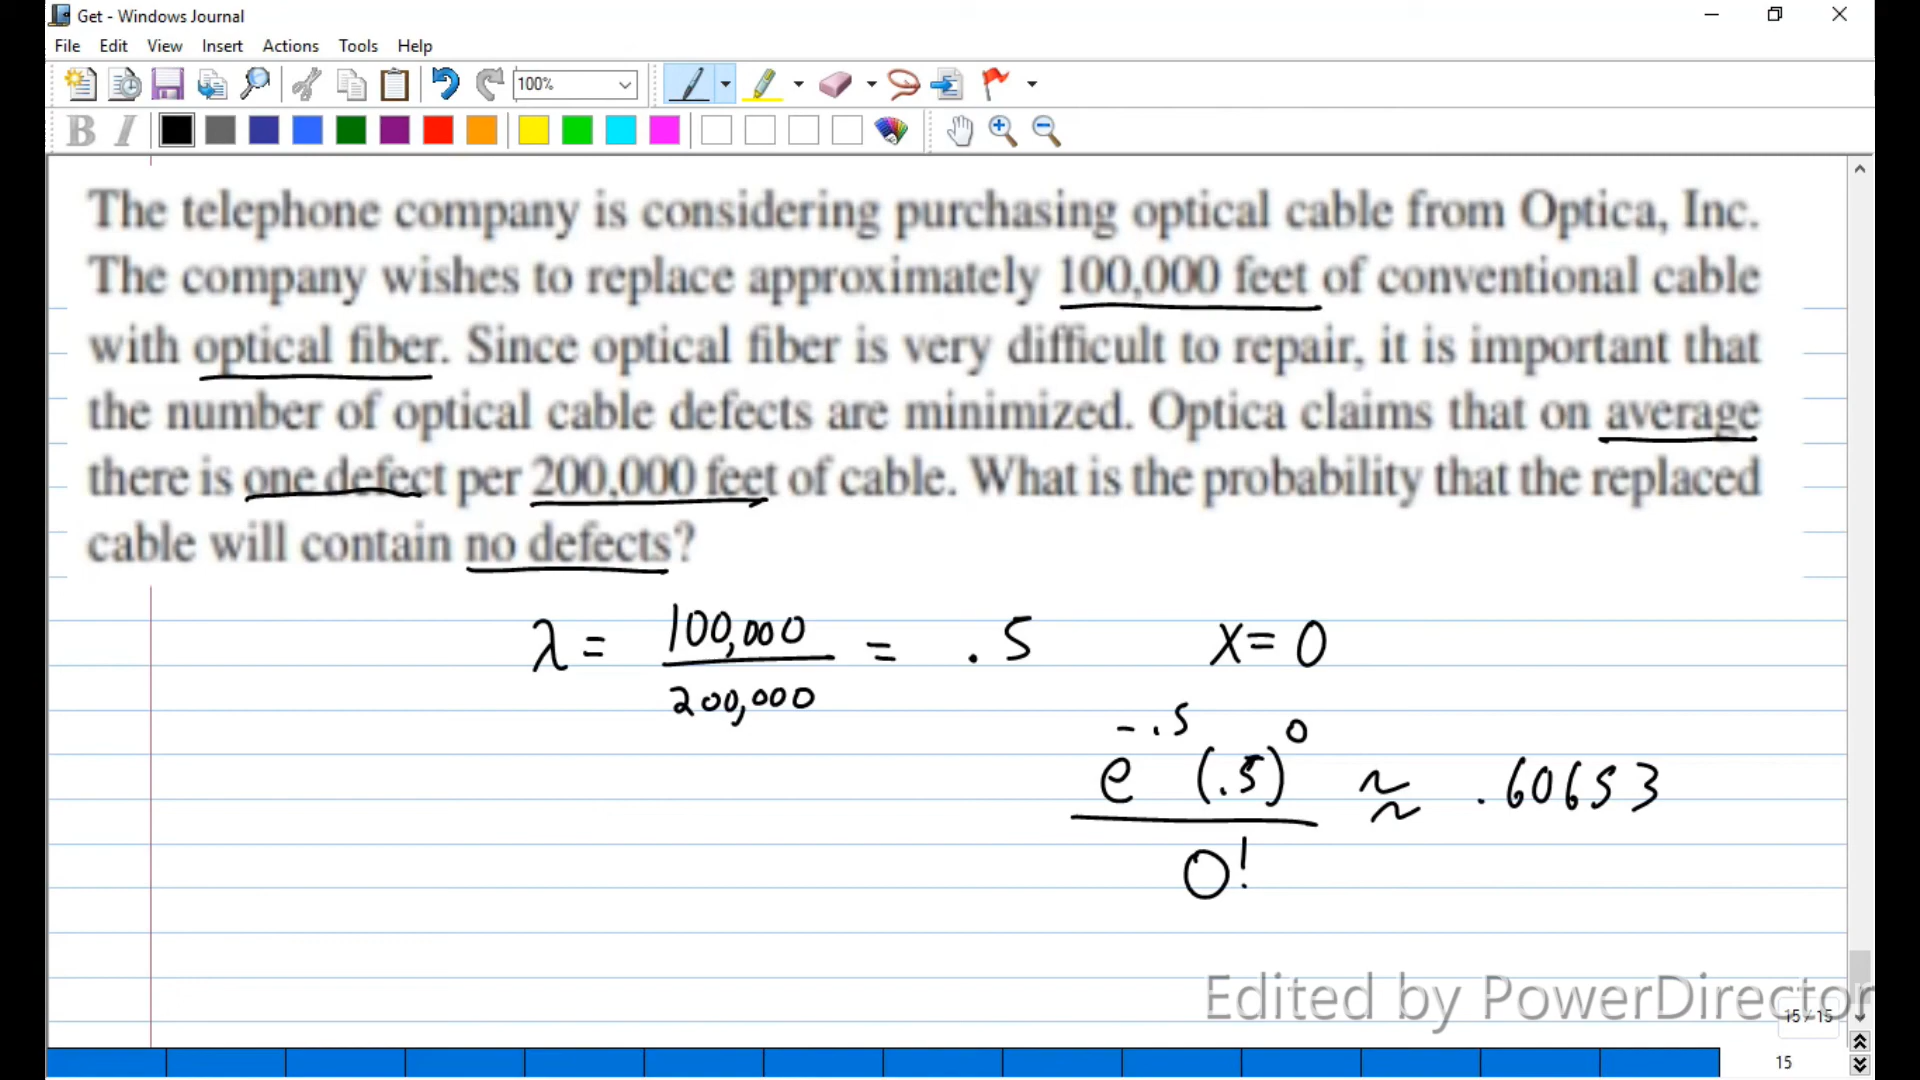 Get - Windows Journal
File Edit View Insert Actions Tools Help
100%
B I
The telephone company is considering purchasing optical cable from Optica, Inc.
The company wishes to replace approximately 100,000 feet of conventional cable
with optical fiber. Since optical fiber is very difficult to repair, it is important that
the number of optical cable defects are minimized. Optica claims that on average
there is one defect per 200,000 feet of cable. What is the probability that the replaced
cable will contain no defects?
λ = 100,000 / 200,000 = .5 x = 0
e^-.5 (.5)^0 / 0! ≈ .60653
Edited by PowerDirector
15 / 15
15